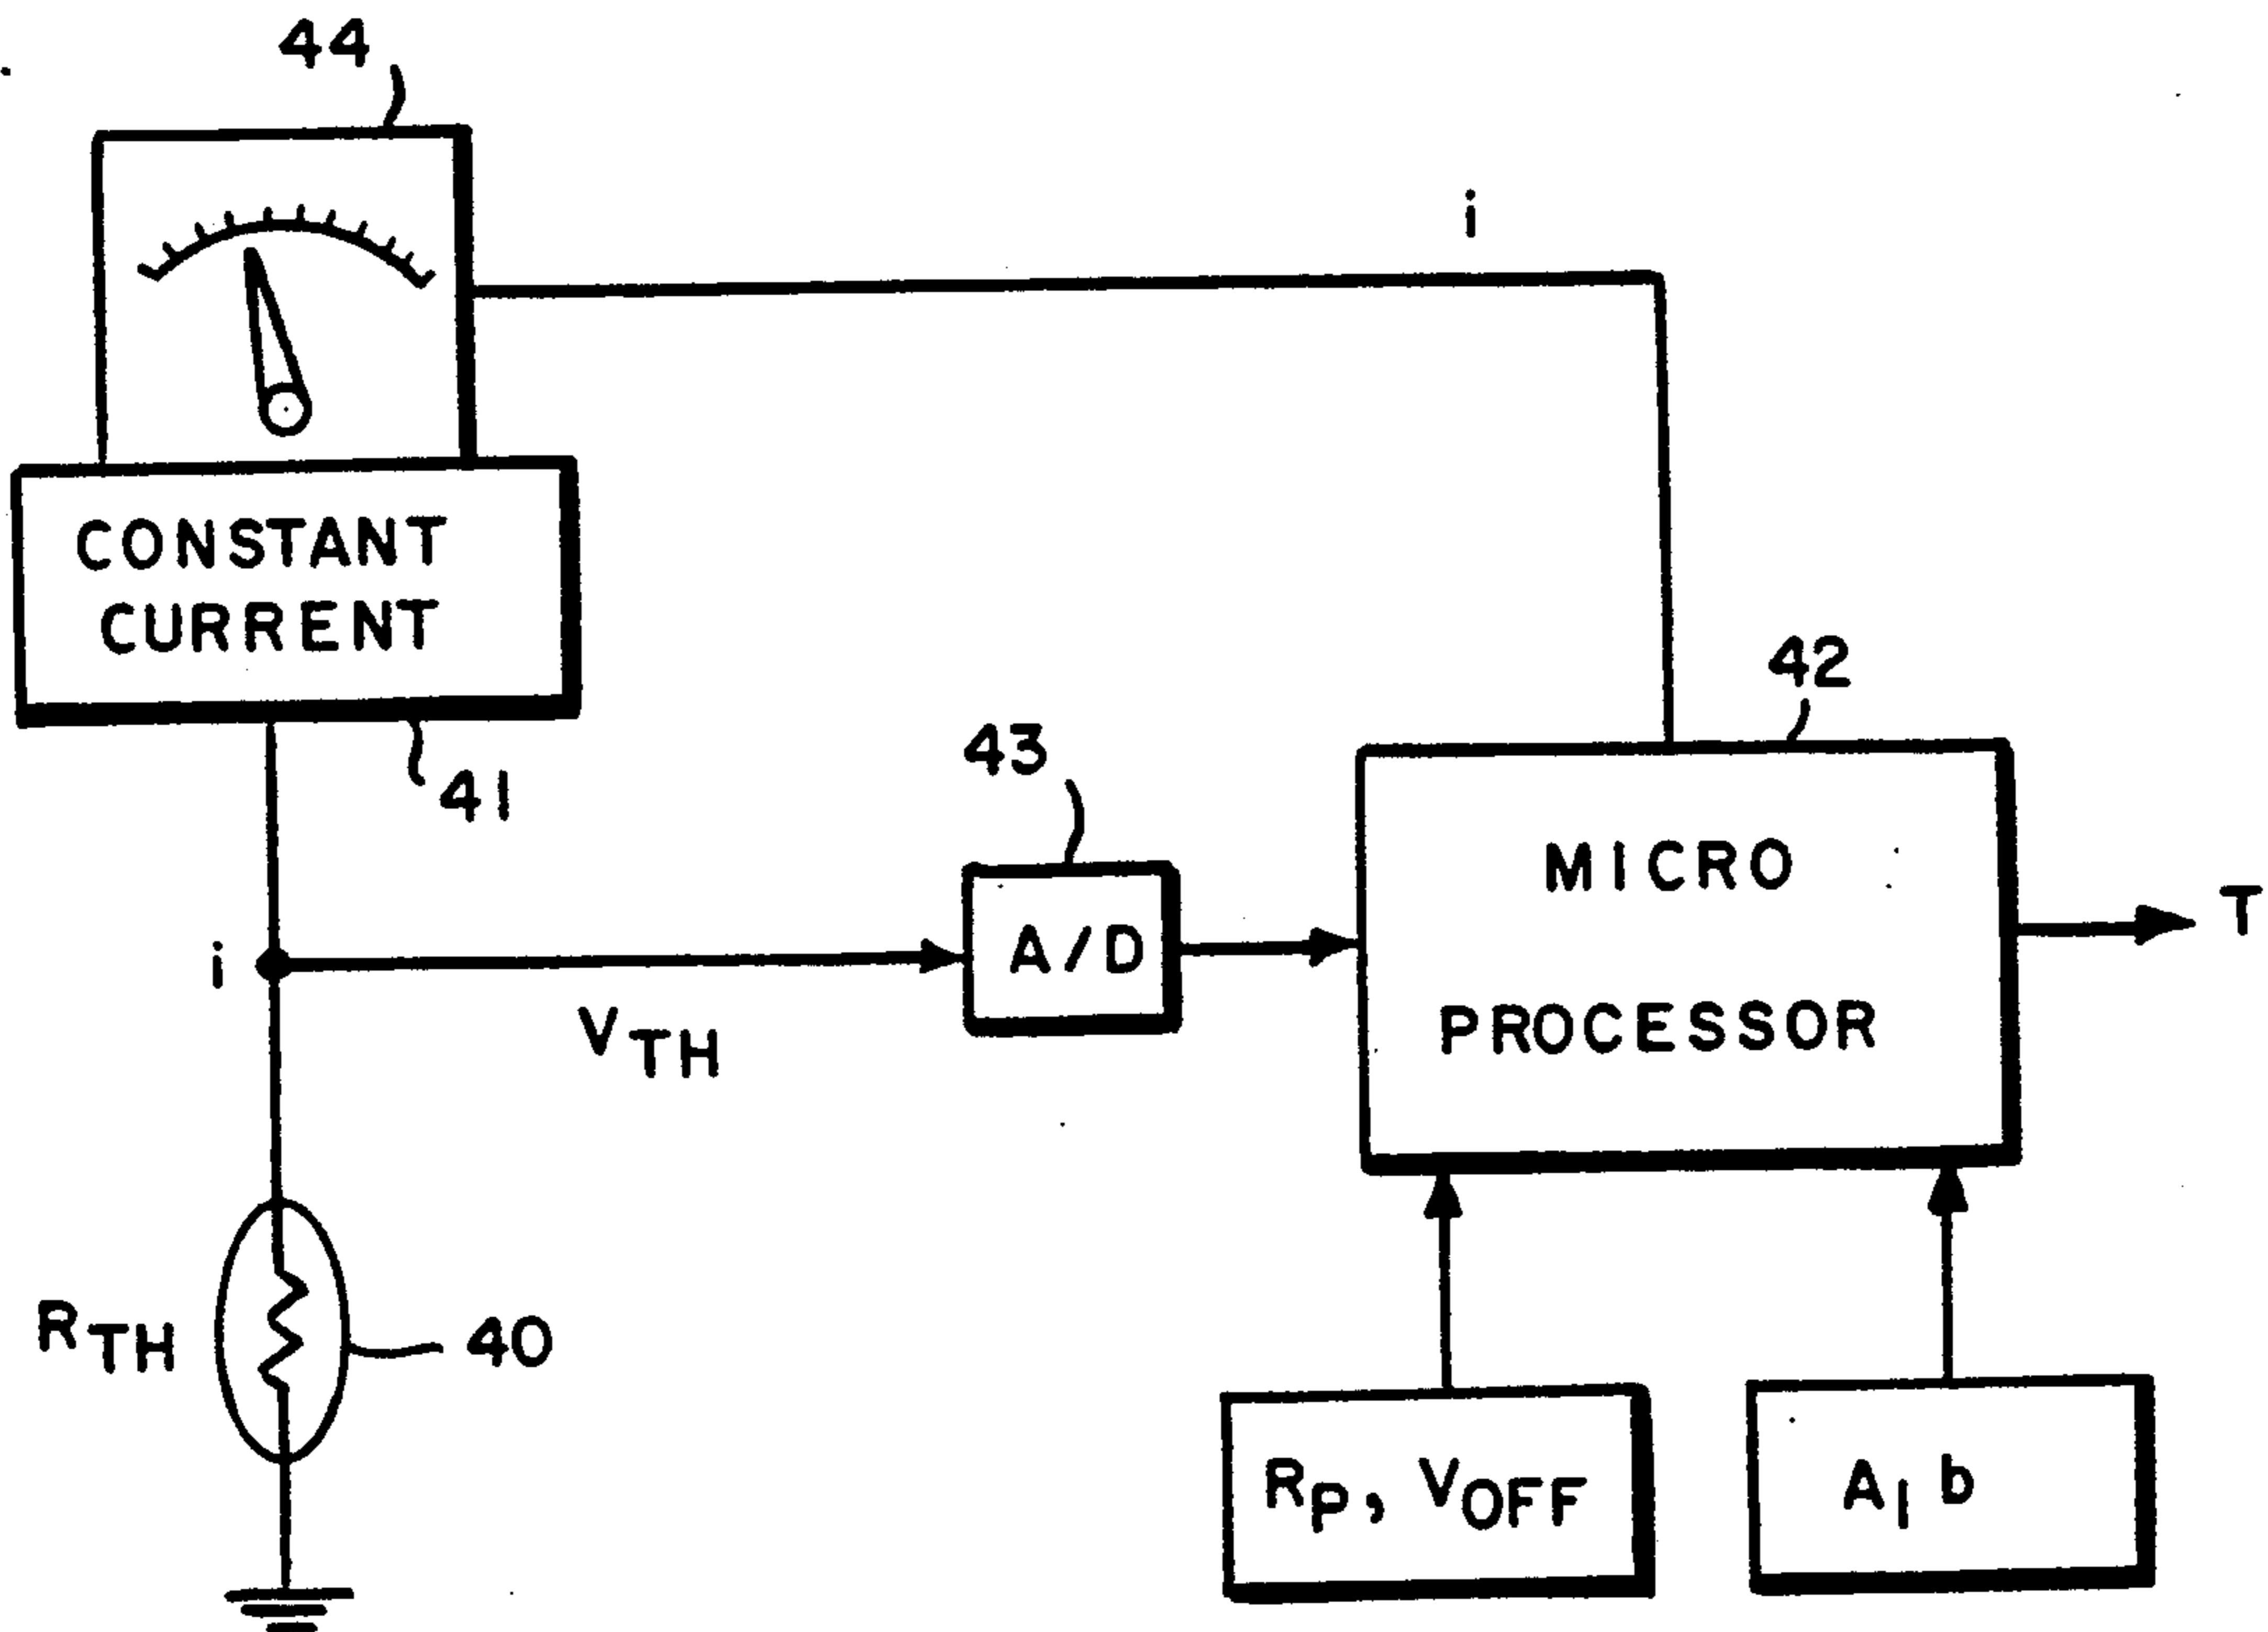 44
i
CONSTANT
CURRENT
42
43
41
MICRO
PROCESSOR
A/D
T
i
VTH
RTH
40
RP, VOFF
A1 b